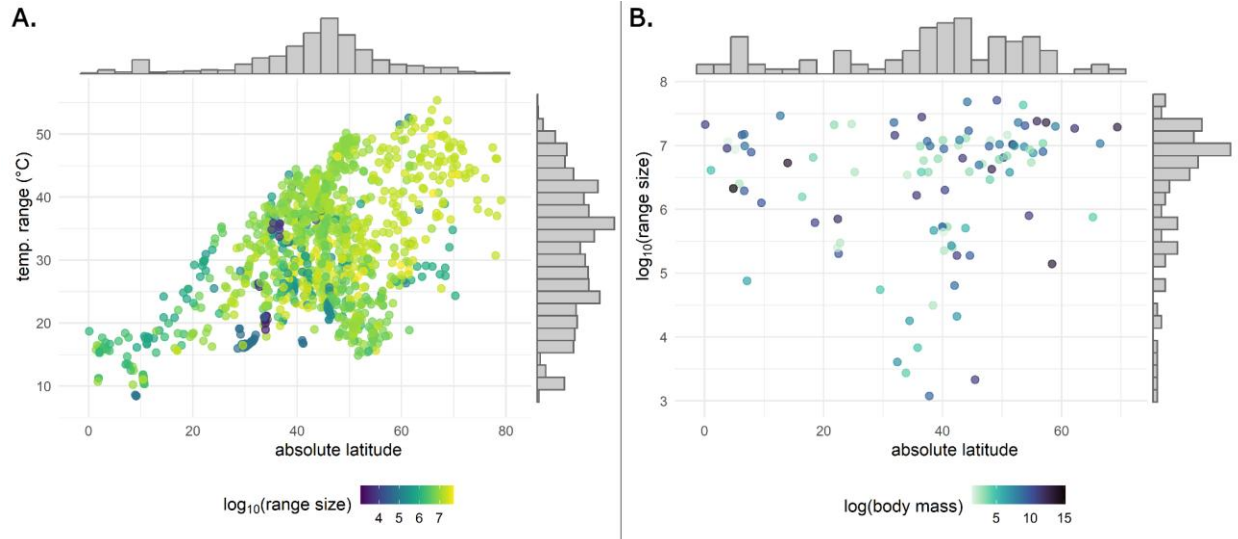 A.
temp. range (°C)
50
40
30
20
10
0 20 40 60 80
absolute latitude
log₁₀(range size)
4 5 6 7
B.
log₁₀(range size)
8
7
6
5
4
3
0 20 40 60
absolute latitude
log(body mass)
5 10 15